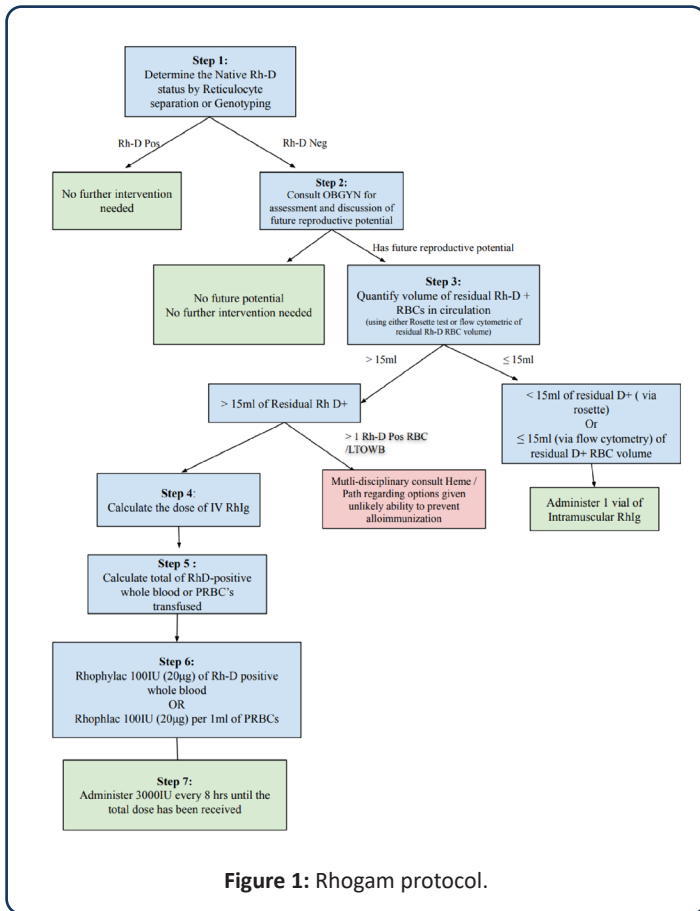 Step 1:
Determine the Native Rh-D
status by Reticulocyte
separation or Genotyping
Rh-D Pos
Rh-D Neg
No further intervention
needed
Step 2:
Consult OBGYN for
assessment and discussion of
future reproductive potential
Has future reproductive potential
No future potential
No further intervention needed
Step 3:
Quantify volume of residual Rh-D +
RBCs in circulation
(using either Rosette test or flow cytometric of
residual Rh-D RBC volume)
> 15ml
≤ 15ml
> 15ml of Residual Rh D+
< 15ml of residual D+ ( via
rosette)
Or
≤ 15ml (via flow cytometry) of
residual D+ RBC volume
> 1 Rh-D Pos RBC
/LTOWB
Step 4:
Calculate the dose of IV RhIg
Mutli-disciplinary consult Heme /
Path regarding options given
unlikely ability to prevent
alloimmunization
Administer 1 vial of
Intramuscular RhIg
Step 5 :
Calculate total of RhD-positive
whole blood or PRBC's
transfused
Step 6:
Rhophylac 100IU (20µg) of Rh-D positive
whole blood
OR
Rhophlac 100IU (20µg) per 1ml of PRBCs
Step 7:
Administer 3000IU every 8 hrs until the
total dose has been received
Figure 1: Rhogam protocol.